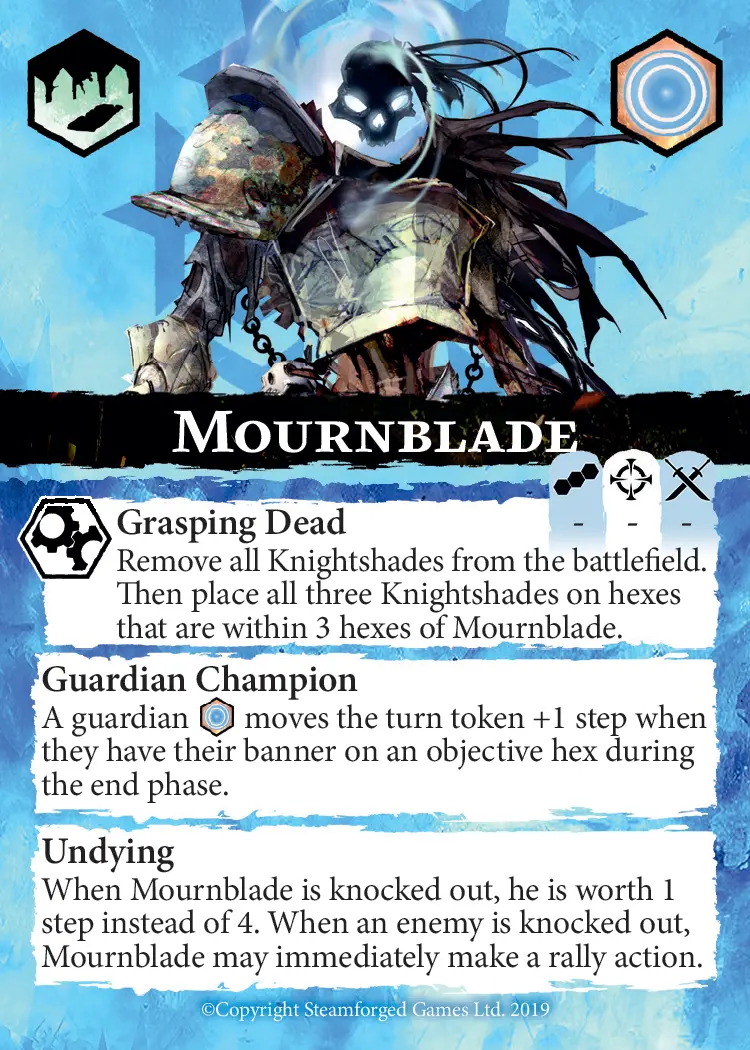 Mournblade
- - -
Grasping Dead
Remove all Knightshades from the battlefield.
Then place all three Knightshades on hexes
that are within 3 hexes of Mournblade.
Guardian Champion
A guardian moves the turn token +1 step when
they have their banner on an objective hex during
the end phase.
Undying
When Mournblade is knocked out, he is worth 1
step instead of 4. When an enemy is knocked out,
Mournblade may immediately make a rally action.
©Copyright Steamforged Games Ltd. 2019